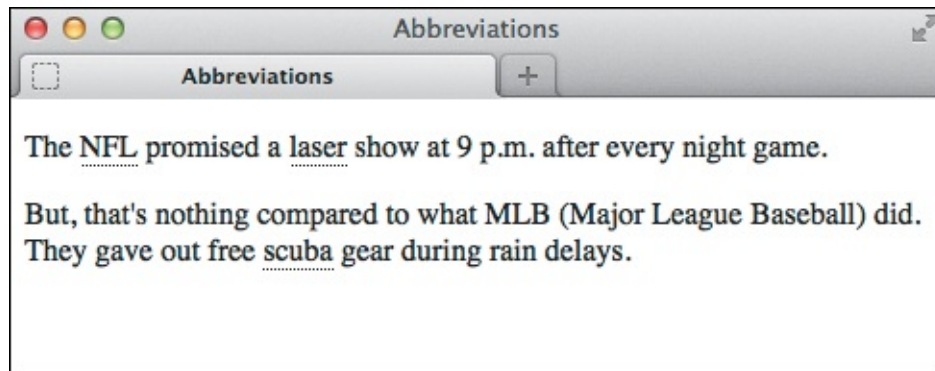 Abbreviations
Abbreviations
The NFL promised a laser show at 9 p.m. after every night game.
But, that's nothing compared to what MLB (Major League Baseball) did.
They gave out free scuba gear during rain delays.